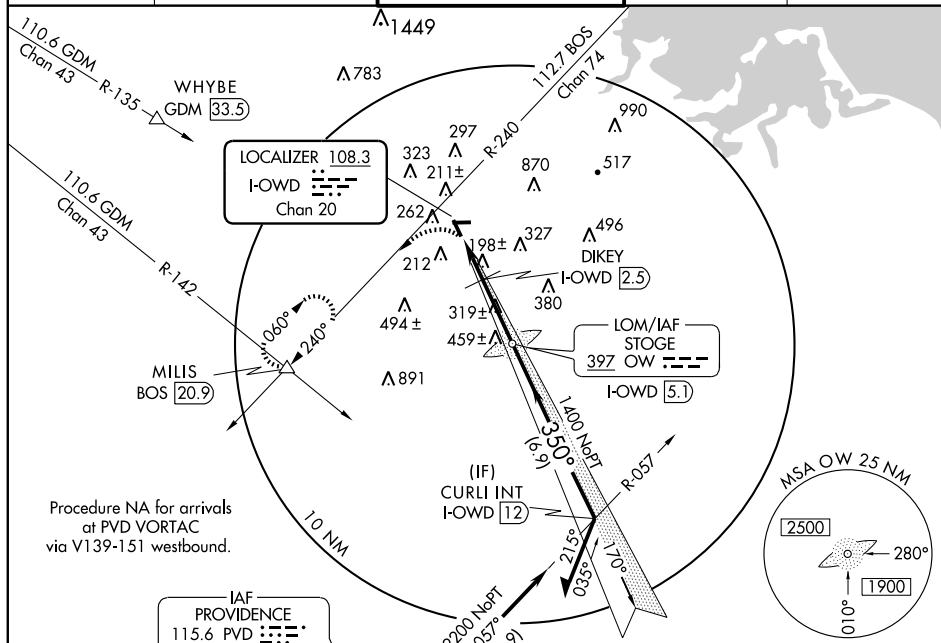 1449
110.6 GDM
Chan 43
R-135
783
WHYBE
GDM 33.5
112.7 BOS
Chan 74
R-240
990
297
LOCALIZER 108.3
I-OWD
Chan 20
323
211±
870
517
262
110.6 GDM
Chan 43
R-142
198±
327
496
212
DIKEY
I-OWD 2.5
380
060°
240°
494±
319±
459±
LOM/IAF
STOGE
397 OW
I-OWD 5.1
MILIS
BOS 20.9
891
1400 NoPT
350°
(6.9)
R-057
(IF)
CURLI INT
I-OWD 12
MSA OW 25 NM
2500
280°
1900
010°
Procedure NA for arrivals
at PVD VORTAC
via V139-151 westbound.
10 NM
215°
035°
170°
IAF
PROVIDENCE
115.6 PVD
2200 NoPT
057°